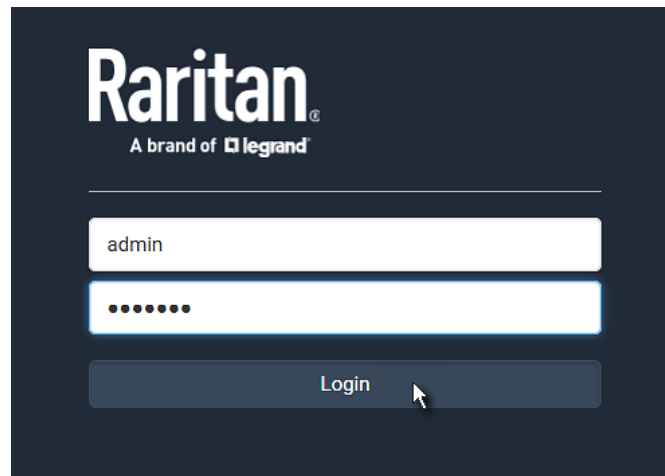 Raritan®
A brand of legrand®
admin
•••••••
Login